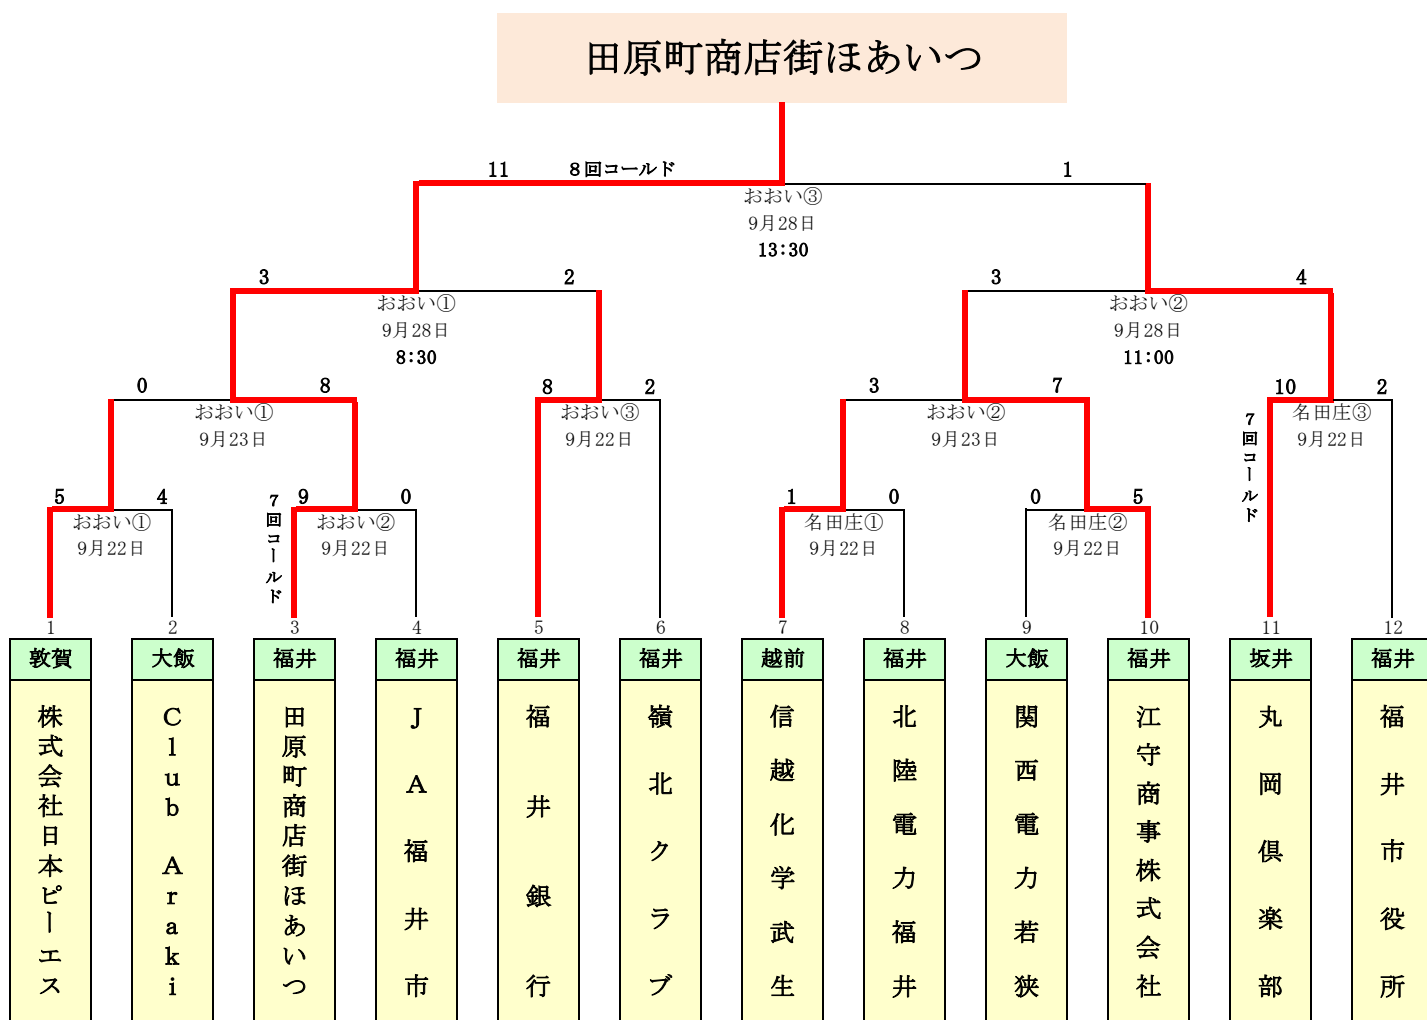 田原町商店街ほあいつ
11 8回コールド 1
おおい③
9月28日
13:30
3 2 3 4
おおい① おおい②
9月28日 9月28日
8:30 11:00
0 8 8 2 3 7 10 2
おおい① おおい③ おおい② 名田庄③
9月23日 9月22日 9月23日 9月22日
7回コールド
5 4 9 0 1 0 0 5
7回コールド
おおい① おおい② 名田庄① 名田庄②
9月22日 9月22日 9月22日 9月22日
1 2 3 4 5 6 7 8 9 10 11 12
敦賀 大飯 福井 福井 福井 福井 越前 福井 大飯 福井 坂井 福井
株式会社日本ピーエス
Club Araki
田原町商店街ほあいつ
JA福井市
福井銀行
嶺北クラブ
信越化学武生
北陸電力福井
関西電力若狭
江守商事株式会社
丸岡倶楽部
福井市役所